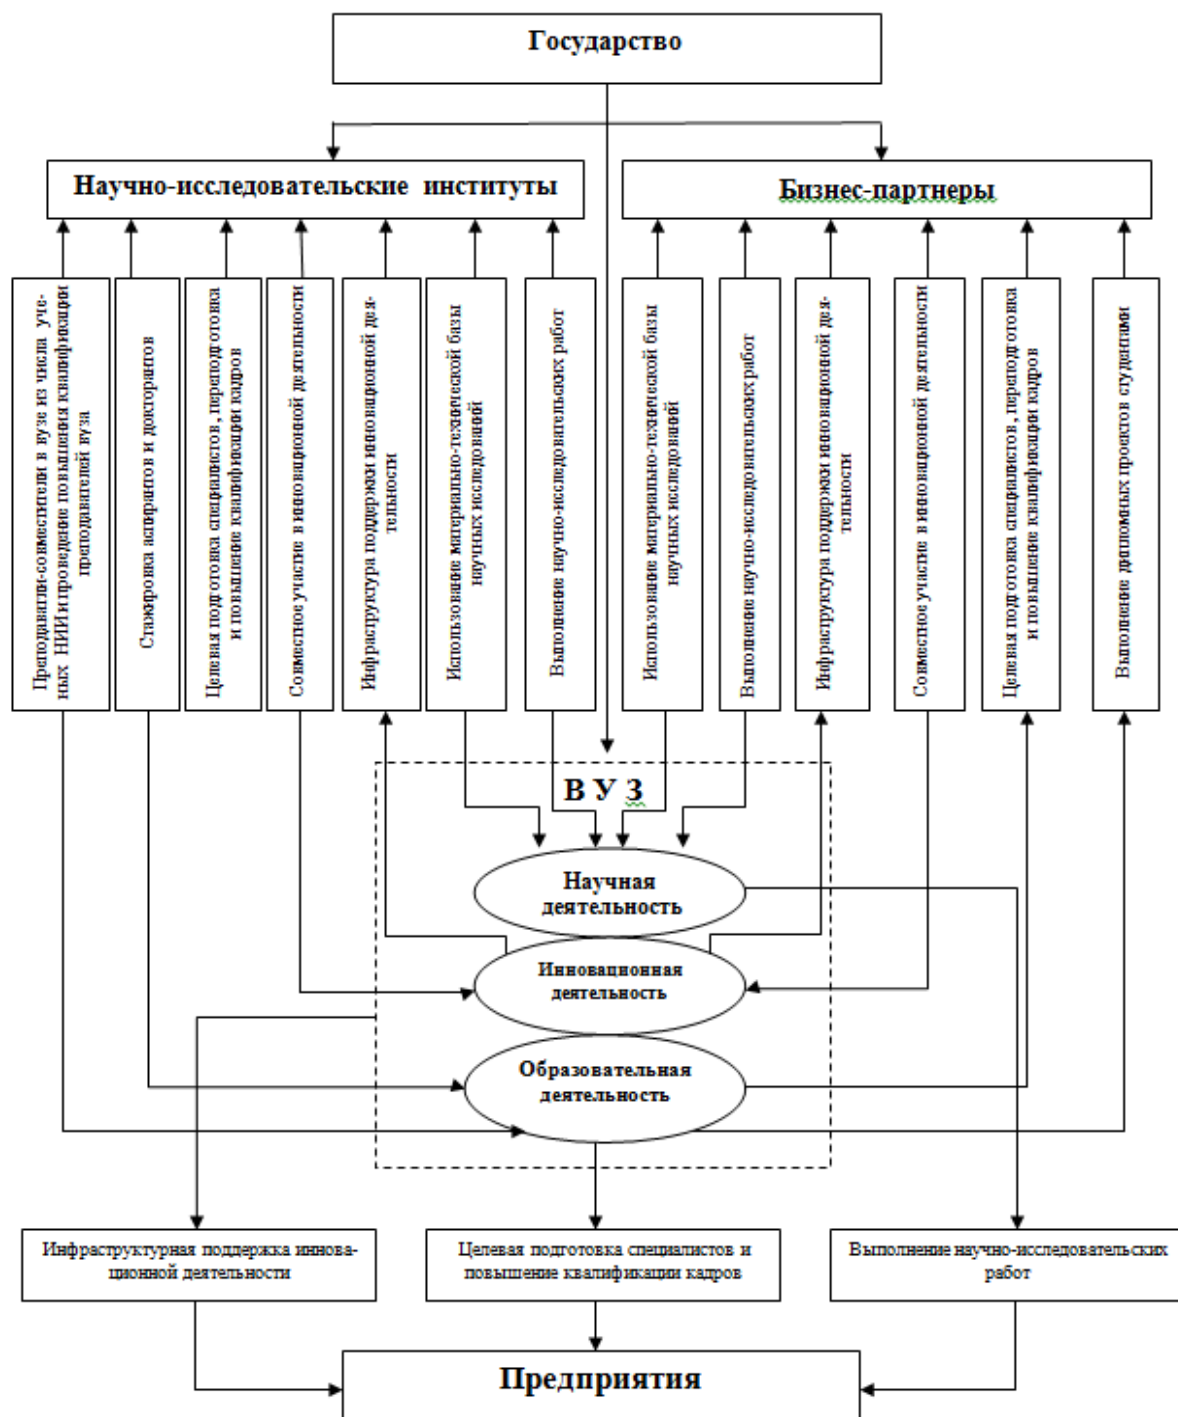 Государство
Научно-исследовательские институты
Бизнес-партнеры
Преподаватели-совместители в вузе из числа уче-
ных НИИ и проведение повышения квалификации
преподавателей вуза
Стажировка аспирантов и докторантов
Целевая подготовка специалистов, переподготовка
и повышение квалификации кадров
Совместное участие в инновационной деятельности
Инфраструктура поддержки инновационной дея-
тельности
Использование материально-технической базы
научных исследований
Выполнение научно-исследовательских работ
Использование материально-технической базы
научных исследований
Выполнение научно-исследовательских работ
Инфраструктура поддержки инновационной дея-
тельности
Совместное участие в инновационной деятельности
Целевая подготовка специалистов, переподготовка
и повышение квалификации кадров
Выполнение дипломных проектов студентами
В У З
Научная
деятельность
Инновационная
деятельность
Образовательная
деятельность
Инфраструктурная поддержка иннова-
ционной деятельности
Целевая подготовка специалистов и
повышение квалификации кадров
Выполнение научно-исследовательских
работ
Предприятия